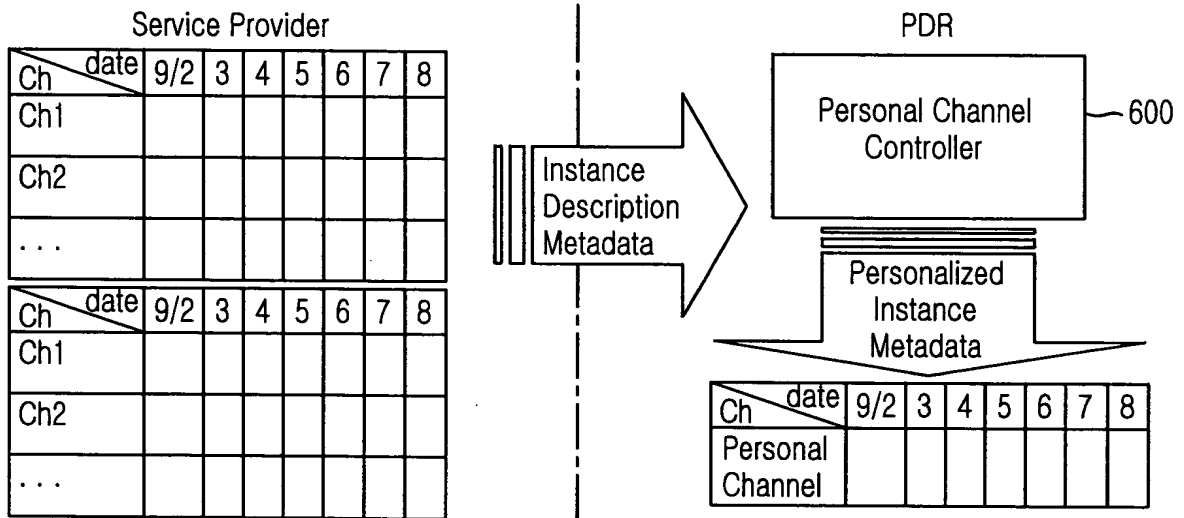 Service Provider
Ch date 9/2 3 4 5 6 7 8
Ch1
Ch2
. . .
Ch date 9/2 3 4 5 6 7 8
Ch1
Ch2
. . .
Instance
Description
Metadata
PDR
Personal Channel
Controller
600
Personalized
Instance
Metadata
Ch date 9/2 3 4 5 6 7 8
Personal
Channel